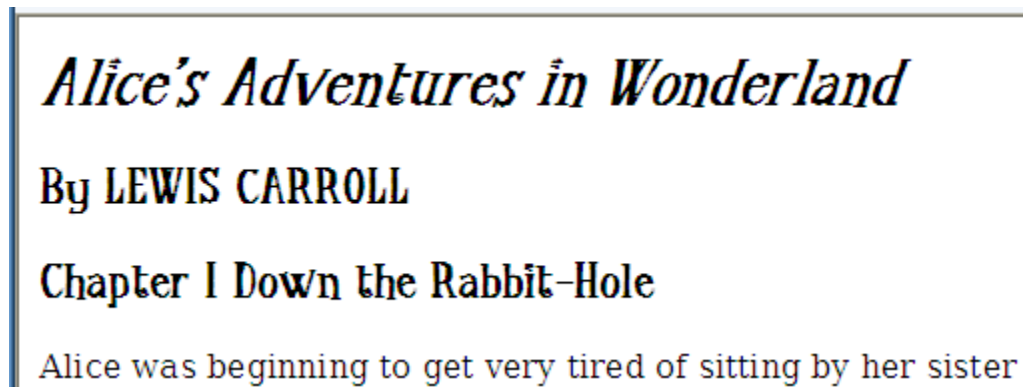 Alice's Adventures in Wonderland
By LEWIS CARROLL
Chapter I Down the Rabbit-Hole
Alice was beginning to get very tired of sitting by her sister